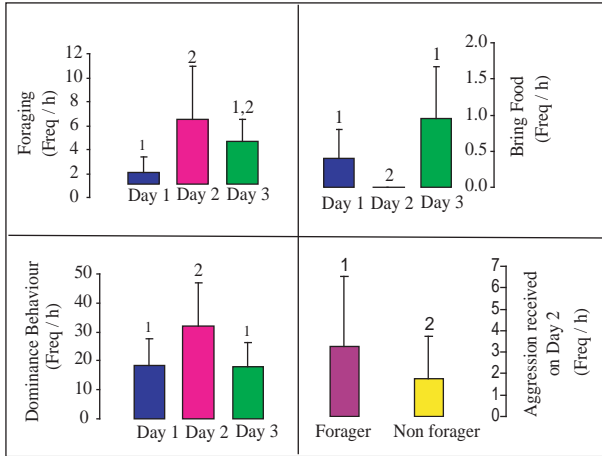 Foraging
(Freq / h)
12
10
8
6
4
2
0
1
2
1,2
Day 1
Day 2
Day 3
2.0
1.5
1.0
0.5
0.0
Bring Food
(Freq / h)
1
2
1
Day 1
Day 2
Day 3
Dominance Behaviour
(Freq / h)
50
40
30
20
10
0
1
2
1
Day 1
Day 2
Day 3
7
6
5
4
3
2
1
0
Aggression received
on Day 2
(Freq / h)
1
2
Forager
Non forager